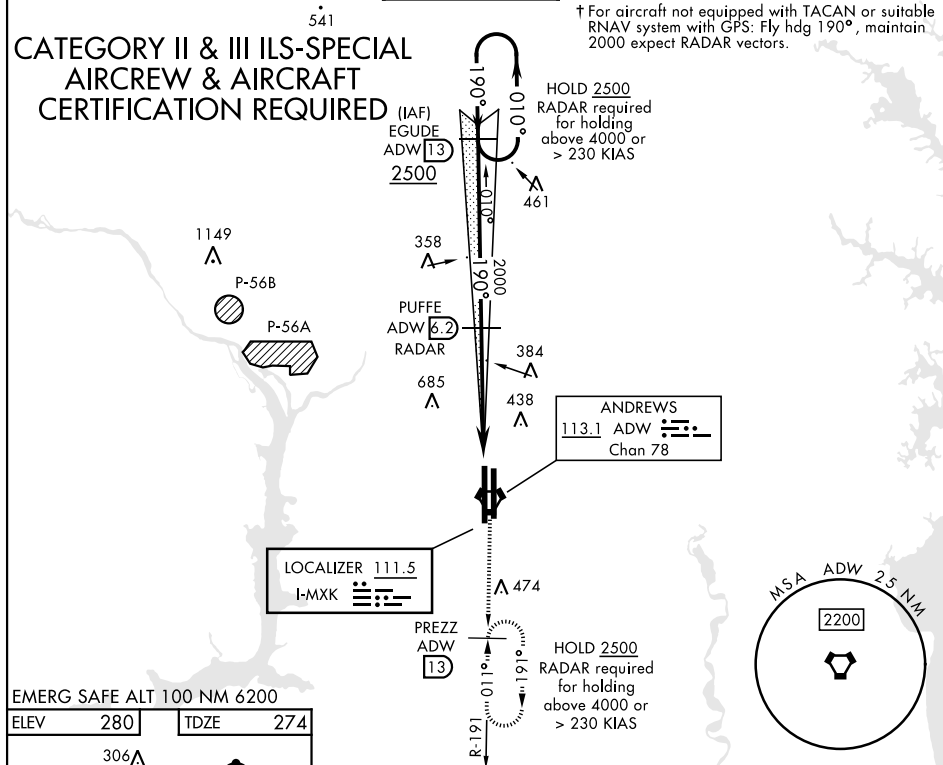 541
† For aircraft not equipped with TACAN or suitable
RNAV system with GPS: Fly hdg 190°, maintain
2000 expect RADAR vectors.
CATEGORY II & III ILS-SPECIAL
AIRCREW & AIRCRAFT
CERTIFICATION REQUIRED
190°
010°
HOLD 2500
RADAR required
for holding
above 4000 or
> 230 KIAS
(IAF)
EGUDE
ADW 13
2500
461
010°
1149
358
190°
2000
P-56B
P-56A
PUFFE
ADW 6.2
RADAR
384
685
438
ANDREWS
113.1 ADW
Chan 78
LOCALIZER 111.5
I-MXK
474
PREZZ
ADW
13
011°
191°
HOLD 2500
RADAR required
for holding
above 4000 or
> 230 KIAS
R-191
MSA ADW 25 NM
2200
EMERG SAFE ALT 100 NM 6200
ELEV 280
TDZE 274
306